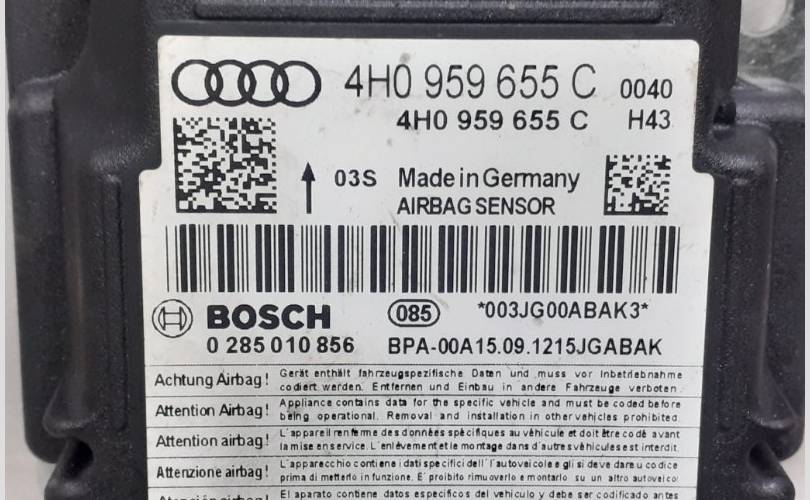 4H0 959 655 C 0040
4H0 959 655 C H43
03S Made in Germany
AIRBAG SENSOR
BOSCH 085 *003JG00ABAK3*
0 285 010 856 BPA-00A15.09.1215JGABAK
Achtung Airbag! Gerät enthält fahrzeugspezifische Daten und muss vor Inbetriebnahme
codiert werden. Entfernen und Einbau in andere Fahrzeuge verboten.
Attention Airbag! Appliance contains data for the specific vehicle and must be coded before
being operational. Removal and installation in other vehicles prohibited.
Attention airbag! L'appareil renferme des données spécifiques au véhicule et doit être codé avant
la mise en service. L'enlèvement et le montage dans d'autres véhicules est interdit.
Attenzione airbag! L'apparecchio contiene i dati specifici dell'autoveicolo e gli si deve dare u codice
prima di metterlo in funzione. E' proibito rimuoverlo e montarlo su un altro autoveicol
Atención airbag! El aparato contiene datos específicos del vehículo y debe ser codificado antes